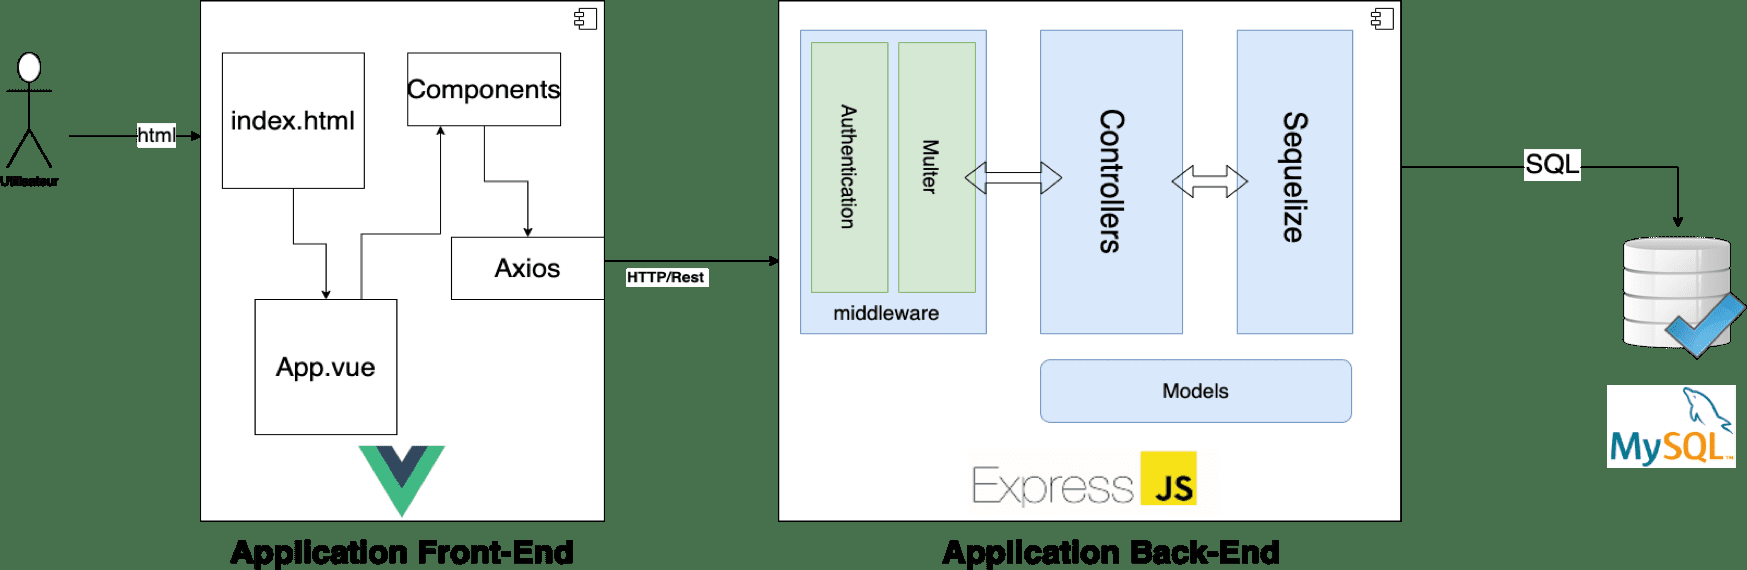 Utilisateur
html
index.html
Components
Axios
App.vue
Application Front-End
HTTP/Rest
Authentication
Multer
middleware
Controllers
Sequelize
Models
Express JS
Application Back-End
SQL
MySQL™